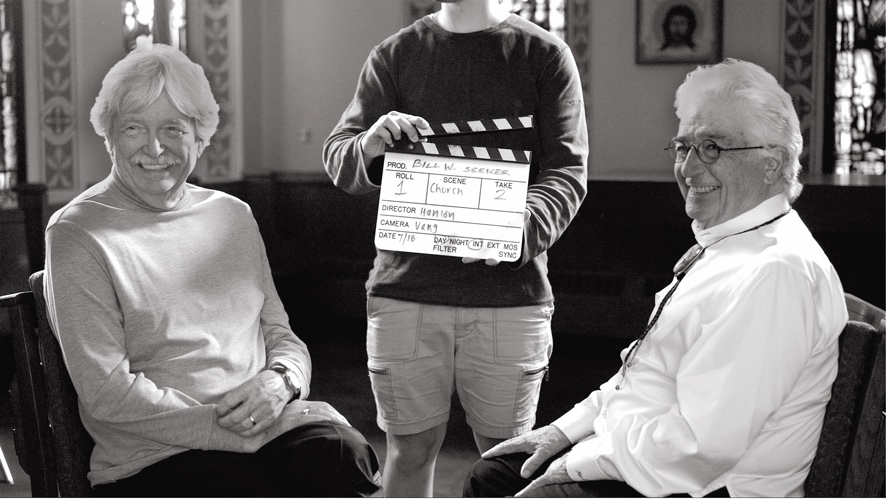 PROD. BILL W. SEEKER
ROLL SCENE TAKE
1 Church 2
DIRECTOR Hanlon
CAMERA Vang
DATE 7/18 DAY NIGHT INT EXT MOS
FILTER SYNC